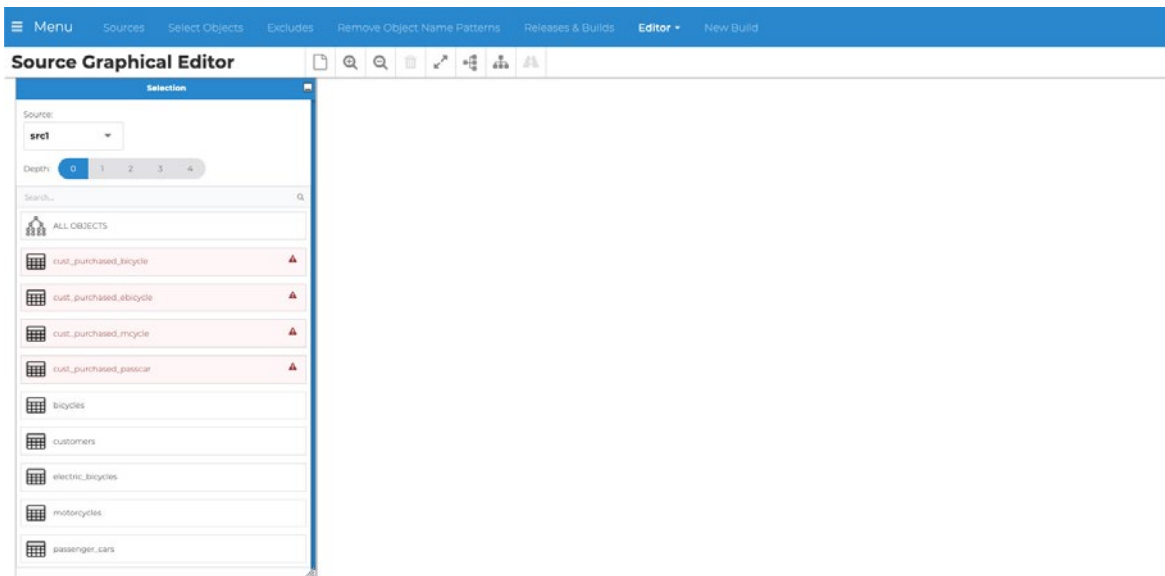 Menu Sources Select Objects Excludes Remove Object Name Patterns Releases & Builds Editor New Build
Source Graphical Editor
Selection
Source:
src1
Depth: 0 1 2 3 4
Search...
ALL OBJECTS
cust_purchased_bicycle
cust_purchased_ebicycle
cust_purchased_mcycle
cust_purchased_passcar
bicycles
customers
electric_bicycles
motorcycles
passenger_cars